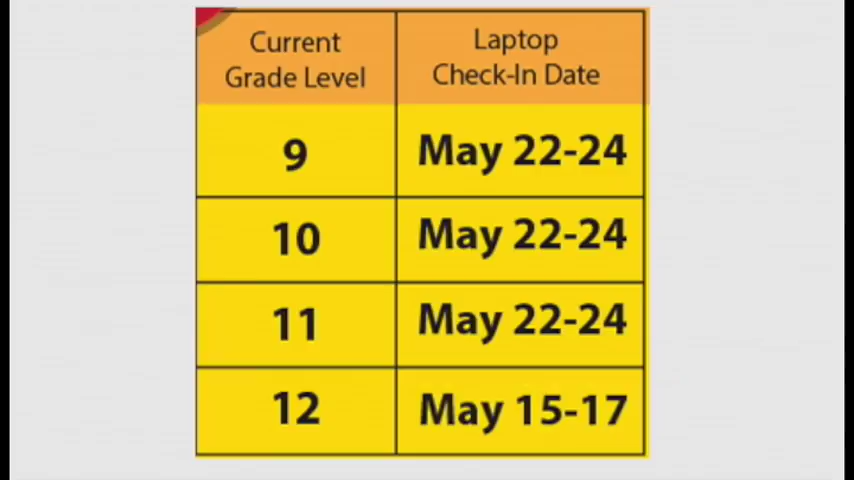 Current
Grade Level
Laptop
Check-In Date
9
May 22-24
10
May 22-24
11
May 22-24
12
May 15-17